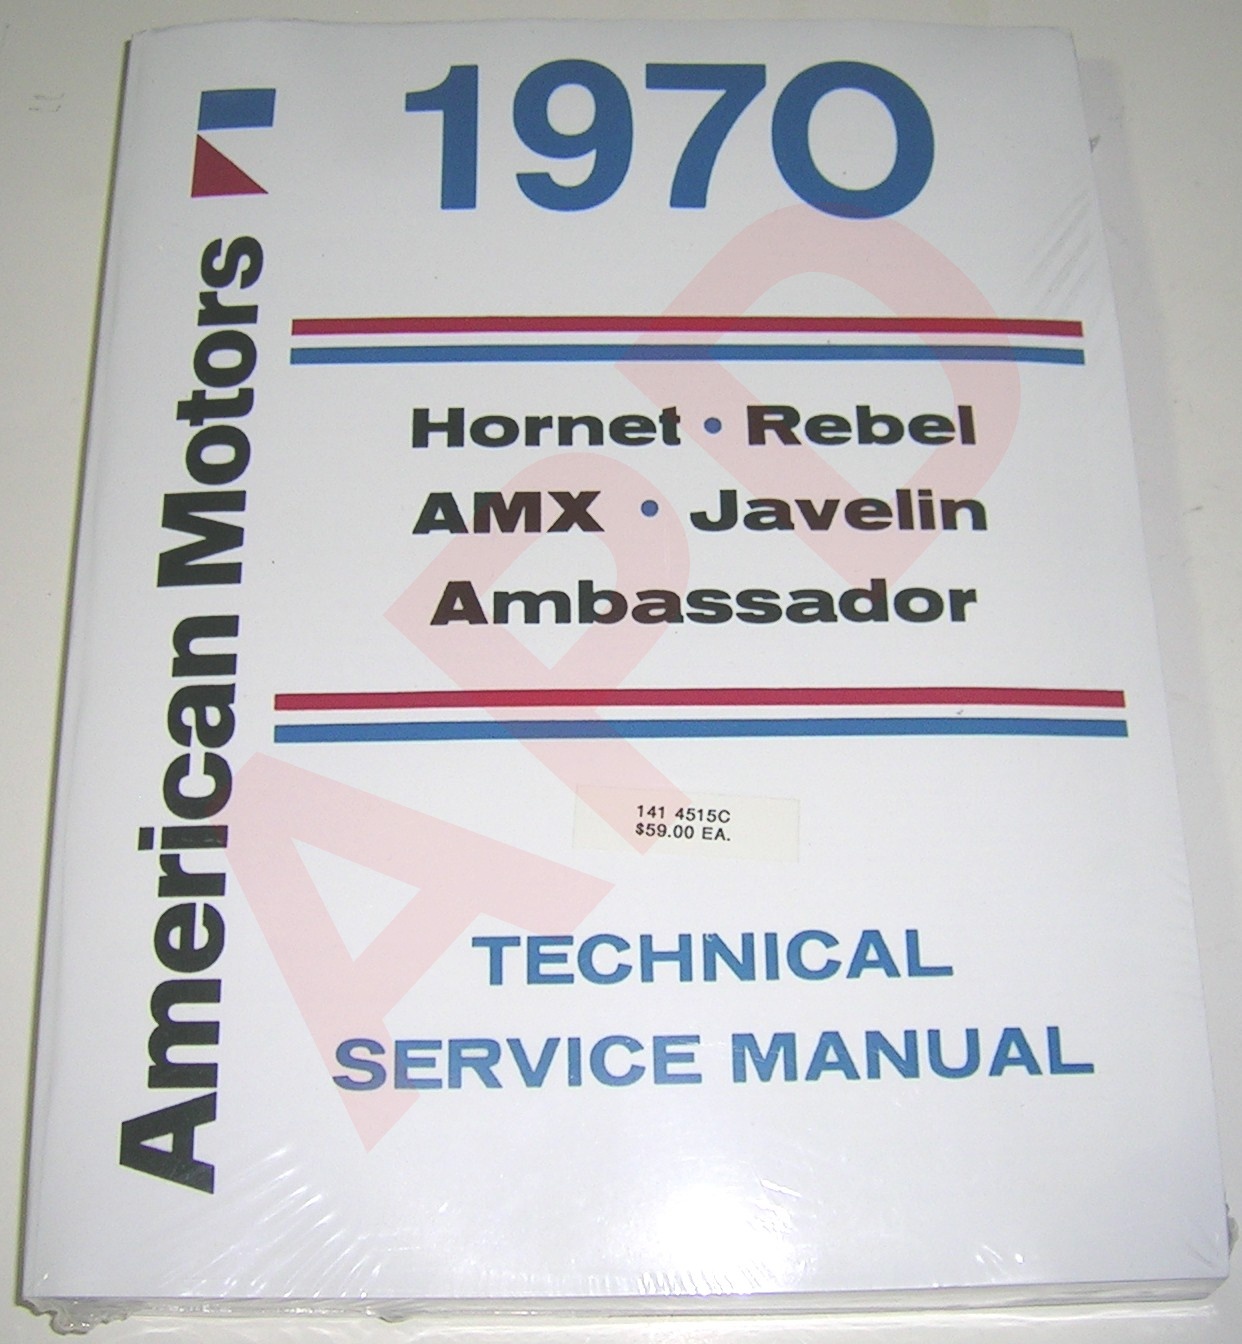 1970
American Motors
Hornet • Rebel
AMX • Javelin
Ambassador
141 4515C
$59.00 EA.
TECHNICAL
SERVICE MANUAL
APD